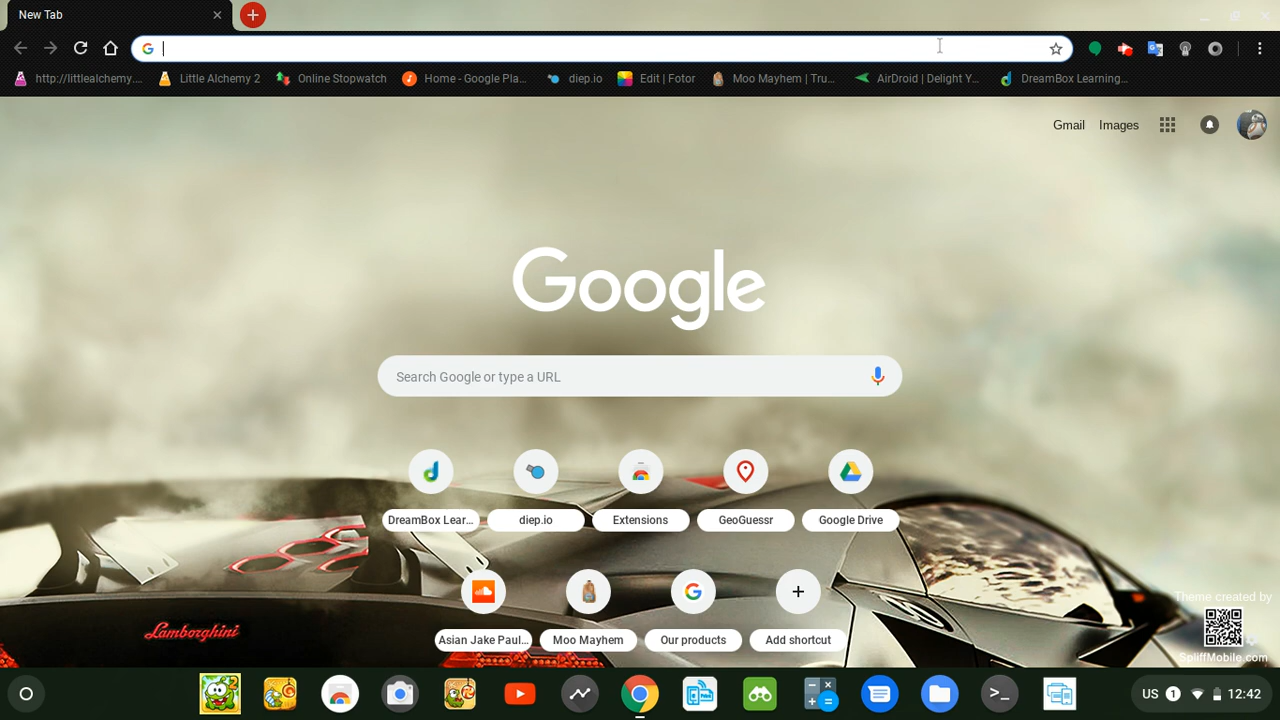 New Tab
http://littlealchemy.... Little Alchemy 2 Online Stopwatch Home - Google Pla... diep.io Edit | Fotor Moo Mayhem | Tru... AirDroid | Delight Y... DreamBox Learning...
Gmail Images
Google
Search Google or type a URL
DreamBox Lear... diep.io Extensions GeoGuessr Google Drive
Asian Jake Paul... Moo Mayhem Our products Add shortcut
Lamborghini
Theme created by
SpliffMobile.com
US 1 12:42